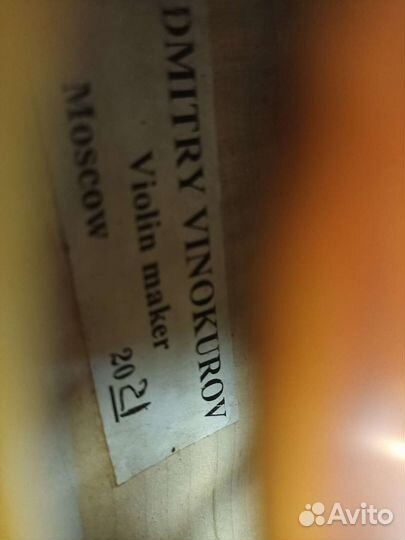 DMITRY VINOKUROV
Violin maker
Moscow
2021
Avito